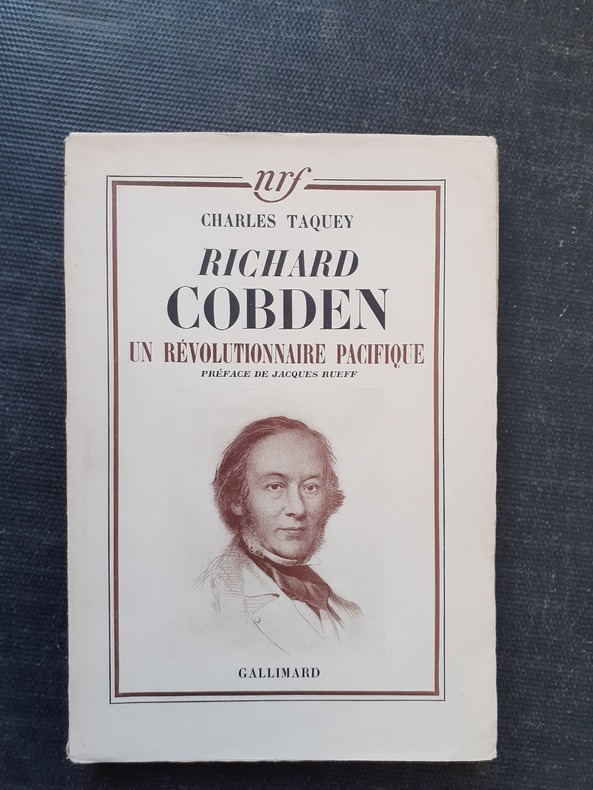 nrf
CHARLES TAQUEY
RICHARD
COBDEN
UN RÉVOLUTIONNAIRE PACIFIQUE
PRÉFACE DE JACQUES RUEFF
GALLIMARD